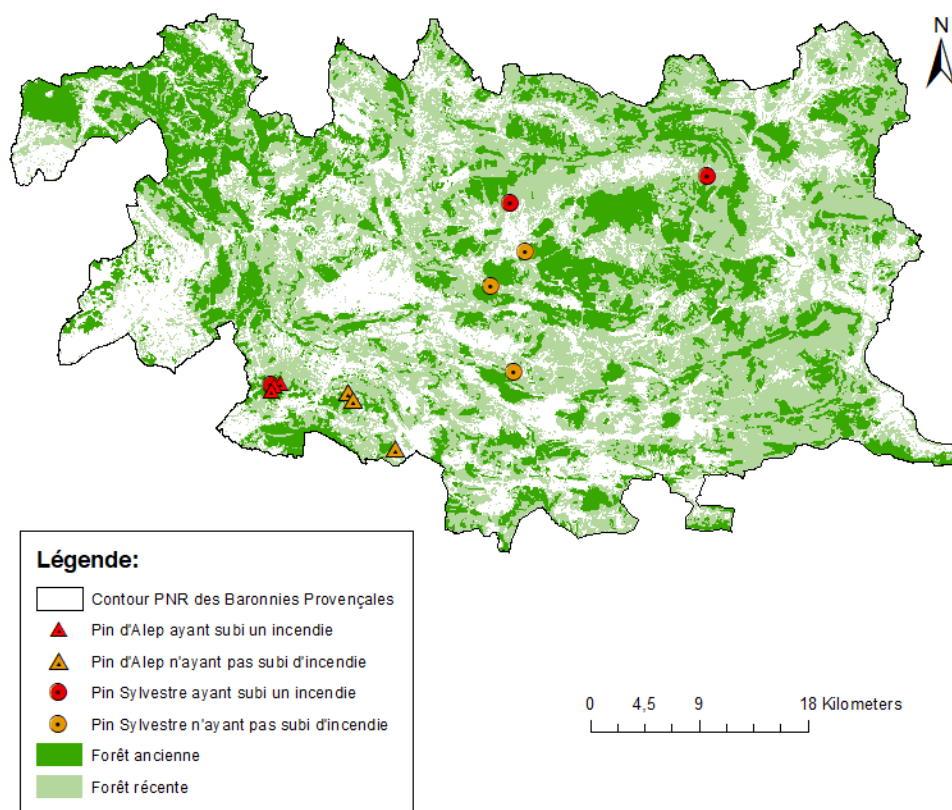 N
Légende:
Contour PNR des Baronnies Provençales
Pin d'Alep ayant subi un incendie
Pin d'Alep n'ayant pas subi d'incendie
Pin Sylvestre ayant subi un incendie
Pin Sylvestre n'ayant pas subi d'incendie
Forêt ancienne
Forêt récente
0 4,5 9 18 Kilometers